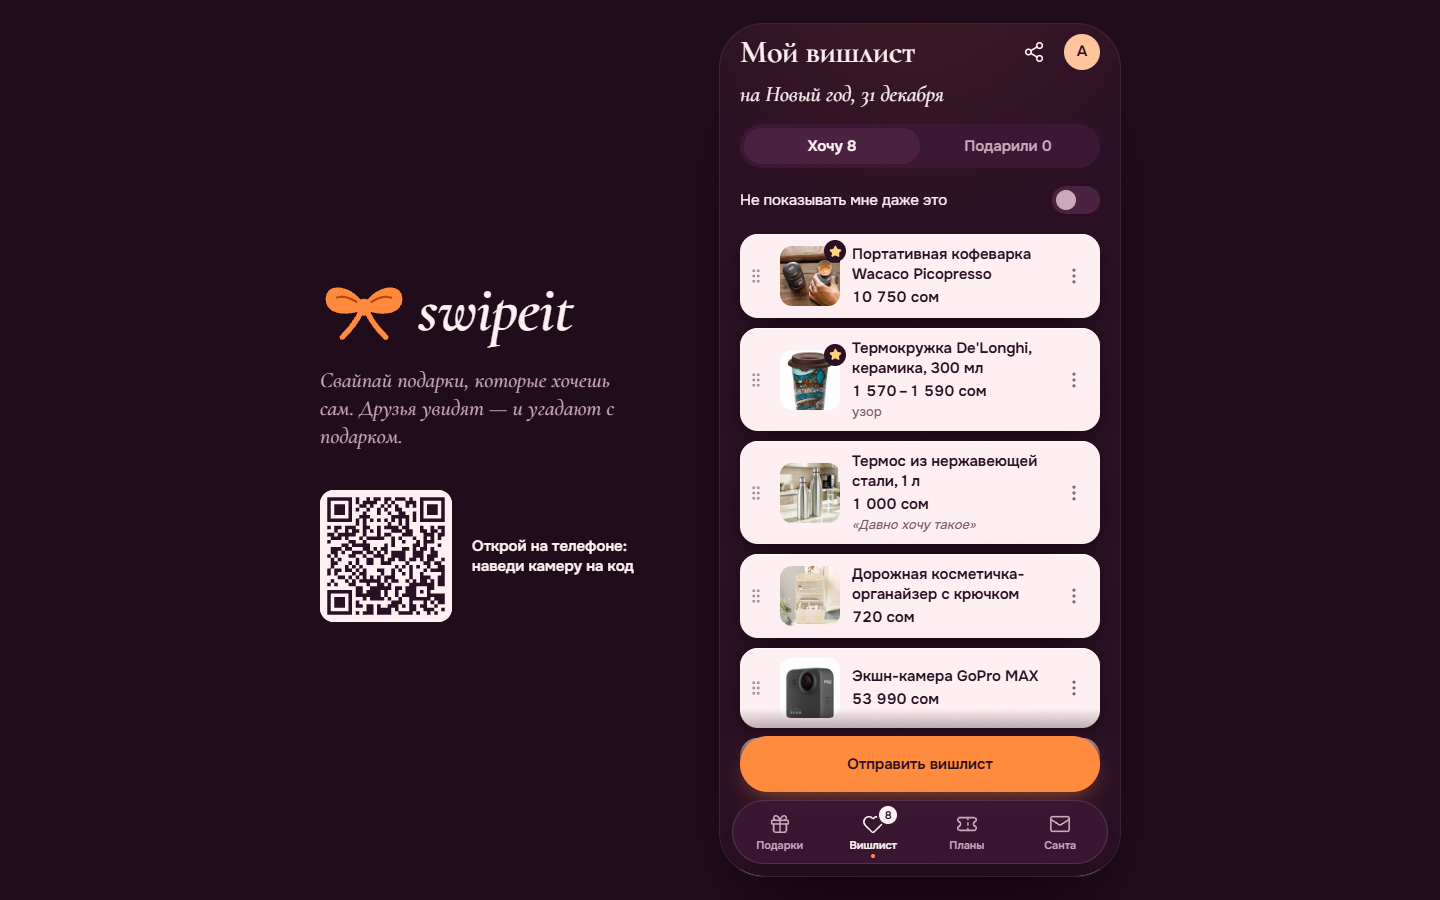 swipeit
Свайпай подарки, которые хочешь
сам. Друзья увидят — и угадают с
подарком.
Открой на телефоне:
наведи камеру на код
Мой вишлист
A
на Новый год, 31 декабря
Хочу 8
Подарили 0
Не показывать мне даже это
Портативная кофеварка
Wacaco Picopresso
10 750 сом
Термокружка De'Longhi,
керамика, 300 мл
1 570 – 1 590 сом
узор
Термос из нержавеющей
стали, 1 л
1 000 сом
«Давно хочу такое»
Дорожная косметичка-
органайзер с крючком
720 сом
Экшн-камера GoPro MAX
53 990 сом
Отправить вишлист
8
Подарки
Вишлист
Планы
Санта